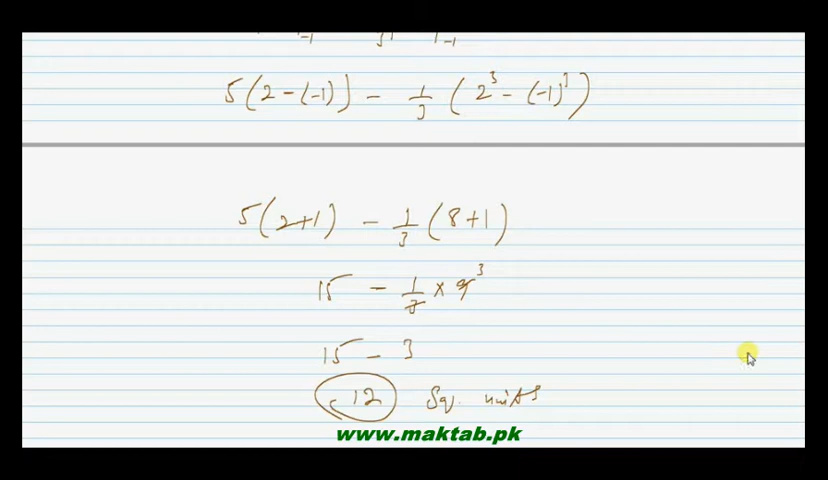 5(2-(-1)) - 1/3 (2³ - (-1)³)
5(2+1) - 1/3 (8+1)
15 - 1/3 × 9 3
15 - 3
12 Sq. units
www.maktab.pk